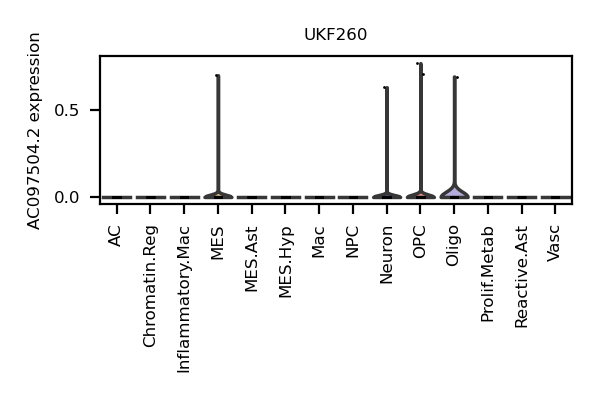 UKF260
AC097504.2 expression
0.5
0.0
AC
Chromatin.Reg
Inflammatory.Mac
MES
MES.Ast
MES.Hyp
Mac
NPC
Neuron
OPC
Oligo
Prolif.Metab
Reactive.Ast
Vasc